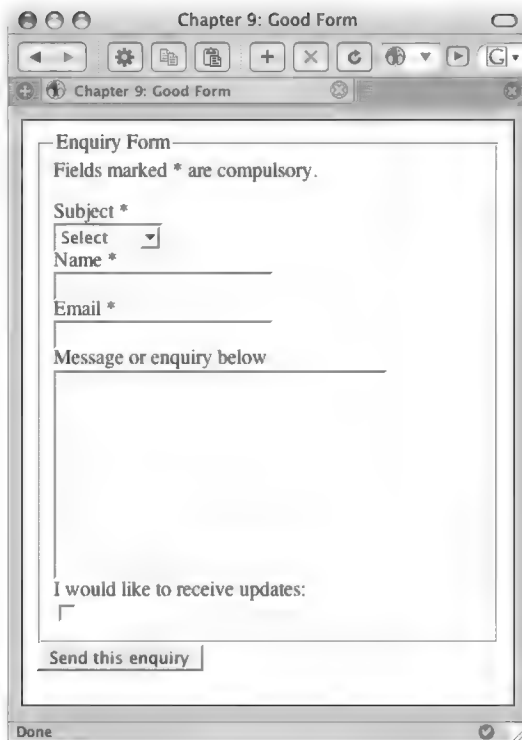 Chapter 9: Good Form
G
Chapter 9: Good Form
Enquiry Form
Fields marked * are compulsory.
Subject *
Select
Name *
Email *
Message or enquiry below
I would like to receive updates:
Send this enquiry
Done